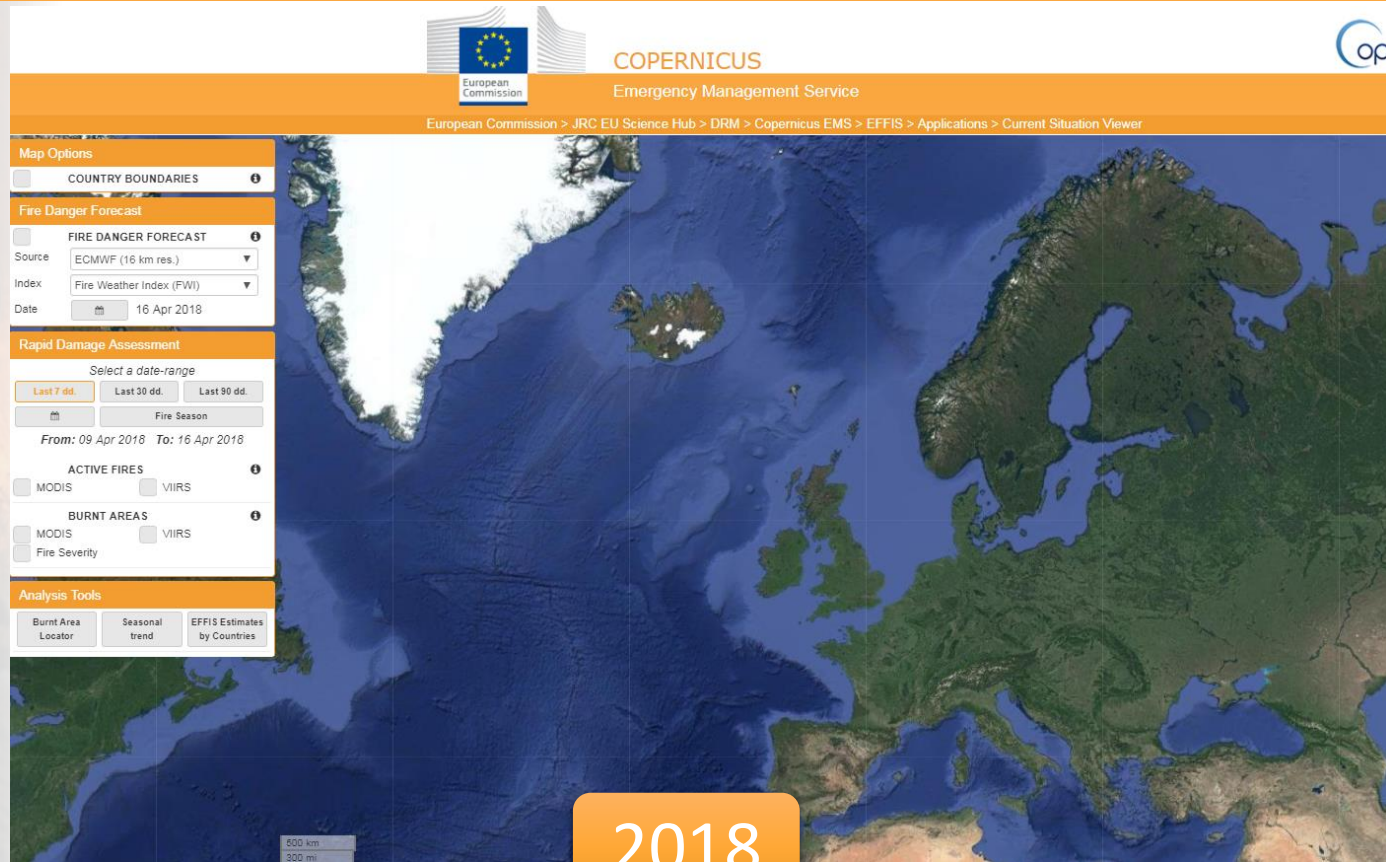 European
Commission
COPERNICUS
Emergency Management Service
European Commission > JRC EU Science Hub > DRM > Copernicus EMS > EFFIS > Applications > Current Situation Viewer
Map Options
COUNTRY BOUNDARIES
Fire Danger Forecast
FIRE DANGER FORECAST
Source ECMWF (16 km res.)
Index Fire Weather Index (FWI)
Date 16 Apr 2018
Rapid Damage Assessment
Select a date-range
Last 7 dd. Last 30 dd. Last 90 dd.
Fire Season
From: 09 Apr 2018 To: 16 Apr 2018
ACTIVE FIRES
MODIS VIIRS
BURNT AREAS
MODIS VIIRS
Fire Severity
Analysis Tools
Burnt Area Seasonal EFFIS Estimates
Locator trend by Countries
500 km
300 mi
2018